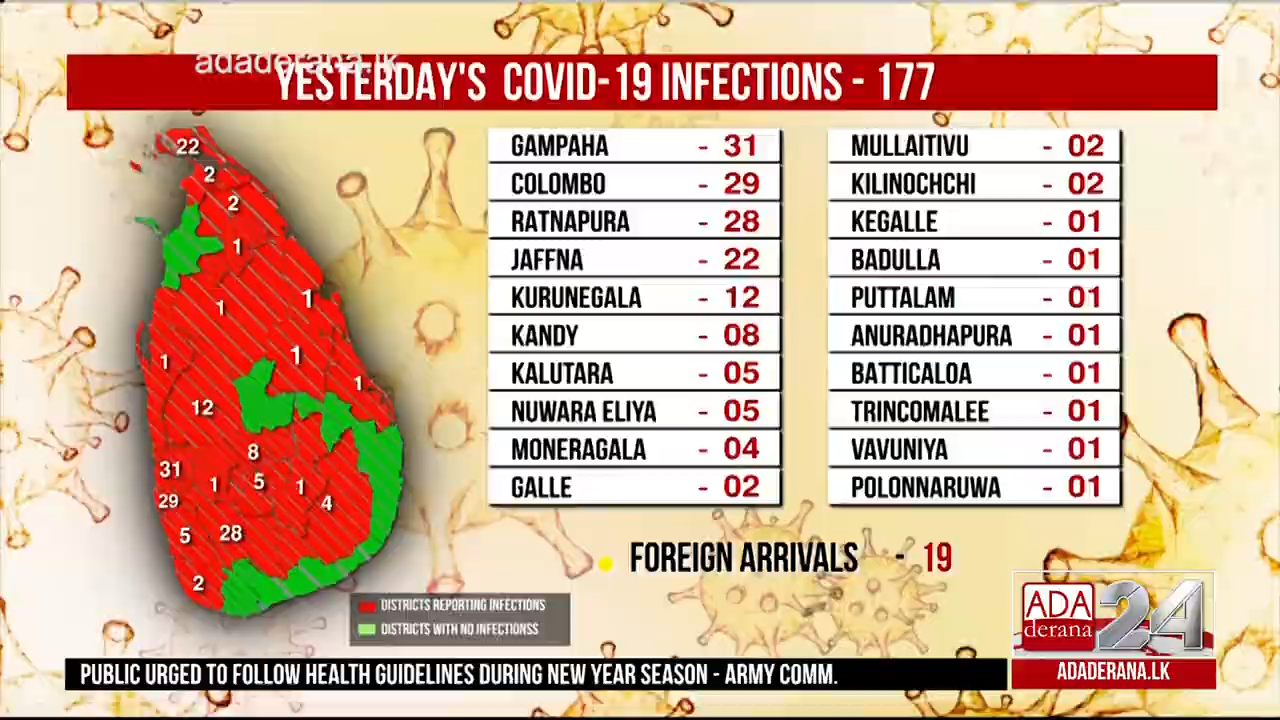 adaderana.lk
YESTERDAY'S COVID-19 INFECTIONS - 177
GAMPAHA - 31
COLOMBO - 29
RATNAPURA - 28
JAFFNA - 22
KURUNEGALA - 12
KANDY - 08
KALUTARA - 05
NUWARA ELIYA - 05
MONERAGALA - 04
GALLE - 02
MULLAITIVU - 02
KILINOCHCHI - 02
KEGALLE - 01
BADULLA - 01
PUTTALAM - 01
ANURADHAPURA - 01
BATTICALOA - 01
TRINCOMALEE - 01
VAVUNIYA - 01
POLONNARUWA - 01
22
2
2
1
1
1
1
1
1
12
8
31
1
5
1
29
4
5
28
2
FOREIGN ARRIVALS - 19
DISTRICTS REPORTING INFECTIONS
DISTRICTS WITH NO INFECTIONSS
ADA
derana
24
ADADERANA.LK
PUBLIC URGED TO FOLLOW HEALTH GUIDELINES DURING NEW YEAR SEASON - ARMY COMM.